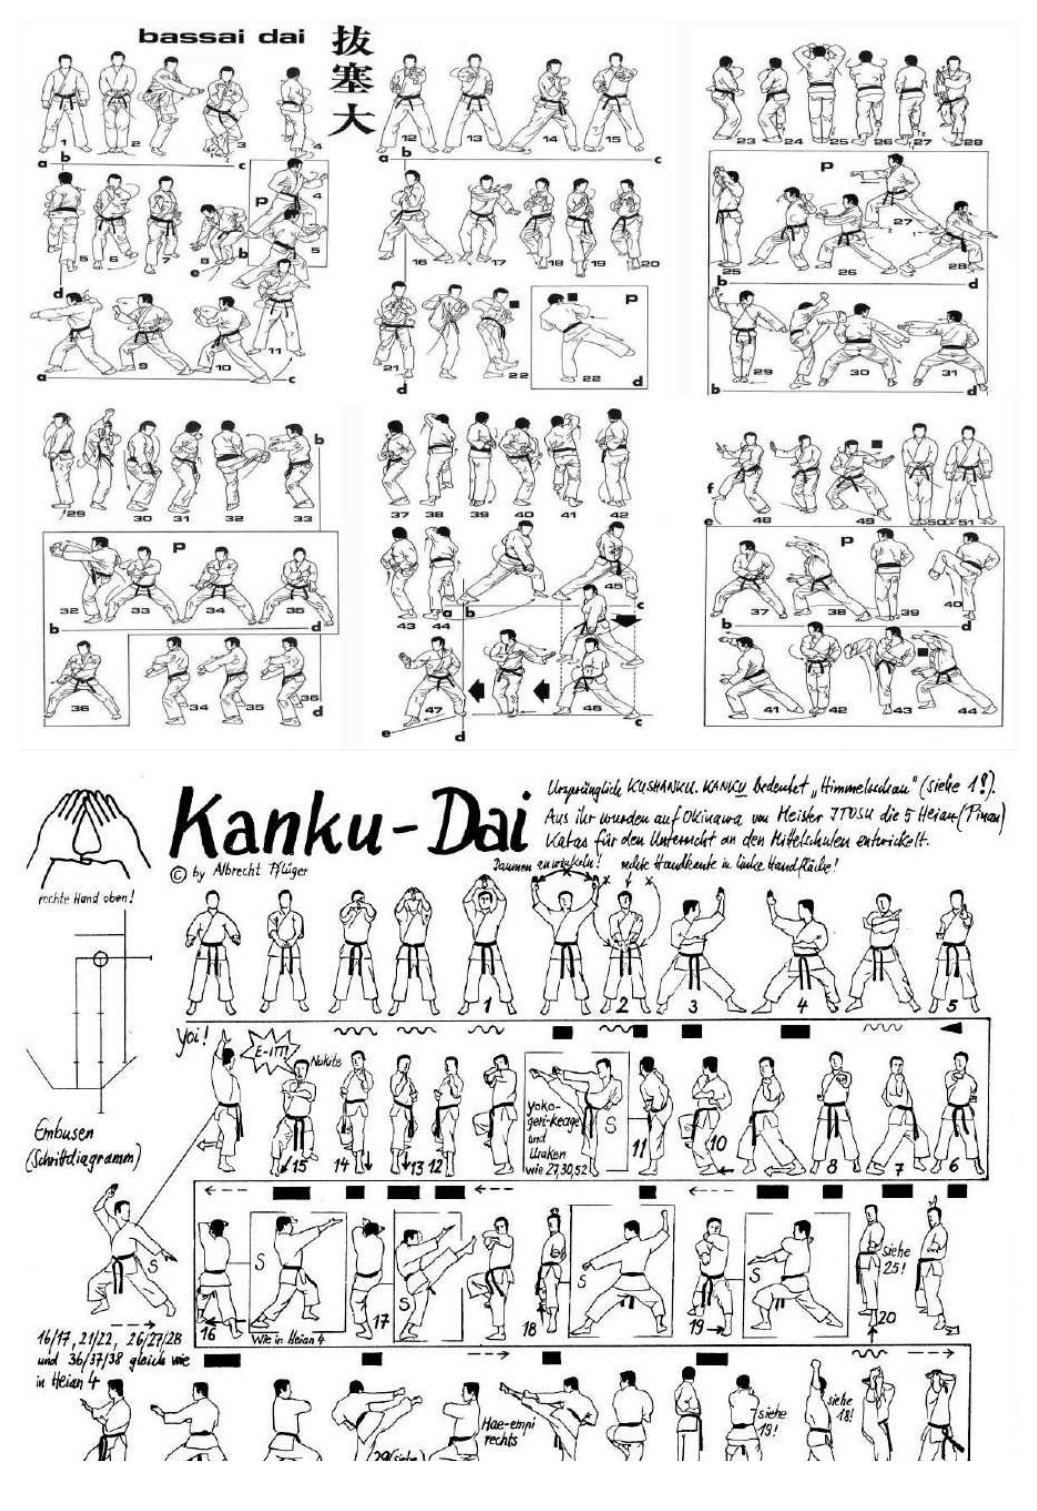 bassai dai
抜塞大
1 2 3 4
a b c
p
4
5 6 7 8 5
e b
d
9 10 11 7
a c
12 13 14 15
a b c
16 17 18 19 20
p
21 22 22
d d
23 24 25 26 27 28
p
27
25 26 28
b d
29 30 31
b d
29 30 31 32 33
b
p
32 33 34 35
b d
36 34 35 36
d
37 38 39 40 41 42
45
43 44 a b c
47 46
e d c
f
e 48 49 50 51
p
37 38 39 40
b d
41 42 43 44
Kanku-Dai
© by Albrecht Pflüger
Ursprünglich KUSHANKU. KANKU bedeutet „Himmelschau" (siehe 1!).
Aus ihr wurden auf Okinawa von Meister ITOSU die 5 Heian (Pinan)
Katas für den Unterricht an den Mittelschulen entwickelt.
Daumen anwinkeln! rechte Handkante in linke Handfläche!
rechte Hand oben!
1 2 3 4 5
Yoi!
E-ITT!
Nukite
Yoko-
geri-Keage
und
Uraken
wie 27,30,52
S
15 14 13 12 11 10 8 7 6
Embusen
(Schrittdiagramm)
S
16/17, 21/22, 26/27/28
und 36/37/38 gleich wie
in Heian 4
16
S
Wie in Heian 4
17
S
18
S
19
S
siehe
25!
20
29 (siehe)
Hae-empi
rechts
siehe
19!
siehe
18!